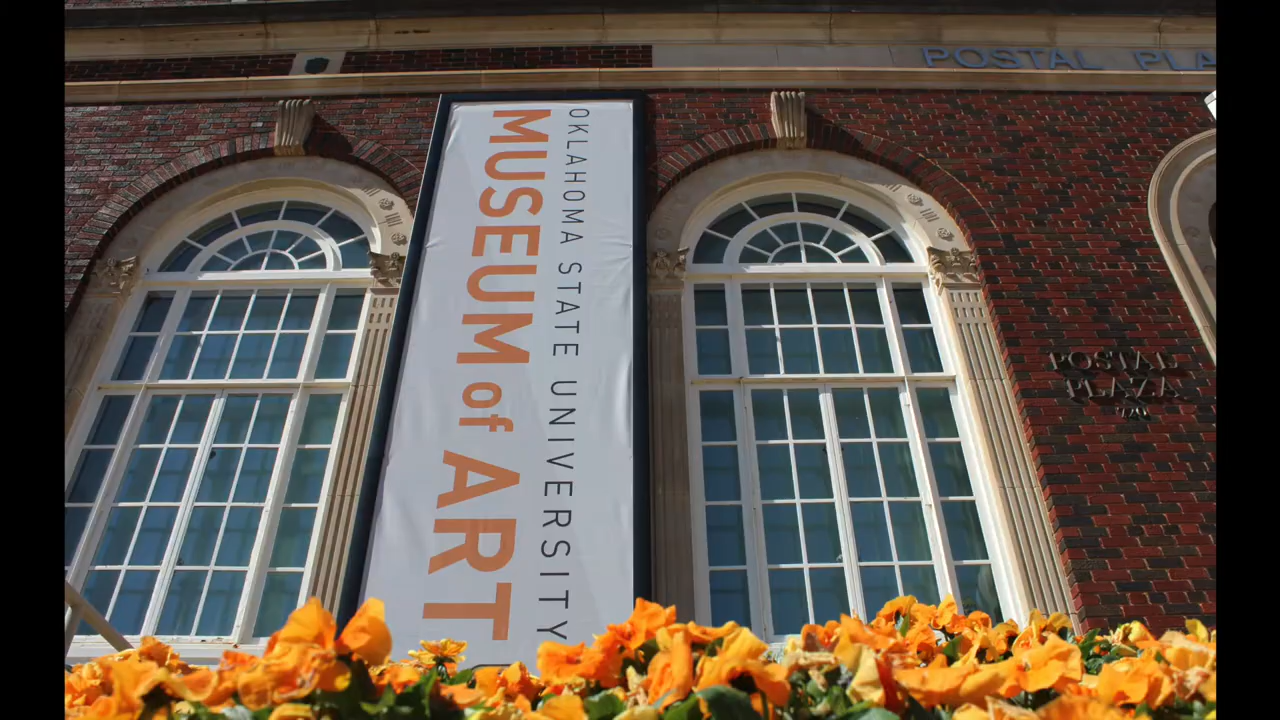 POSTAL PLA
OKLAHOMA STATE UNIVERSITY
MUSEUM of ART
POSTAL
PLAZA